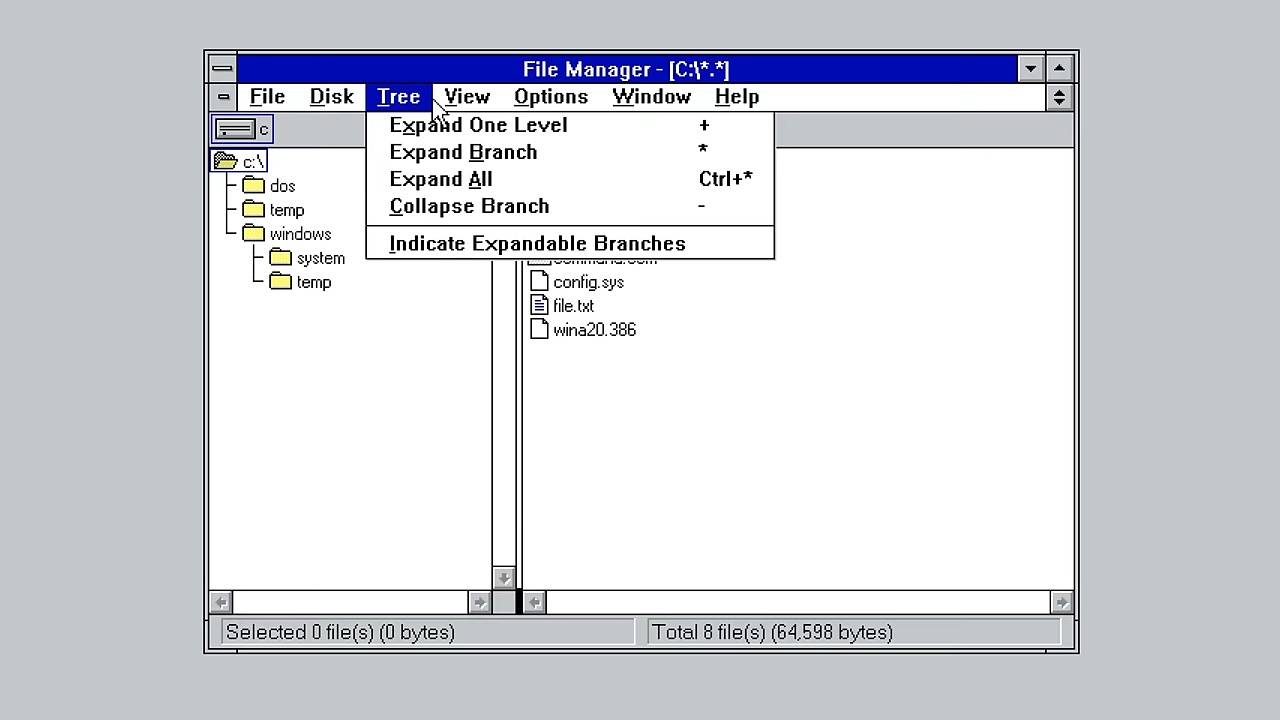 File Manager - [C:\*.*]
File Disk Tree View Options Window Help
c
Expand One Level +
Expand Branch *
Expand All Ctrl+*
Collapse Branch -
Indicate Expandable Branches
c:\
dos
temp
windows
system
temp
command.com
config.sys
file.txt
wina20.386
Selected 0 file(s) (0 bytes)
Total 8 file(s) (64,598 bytes)